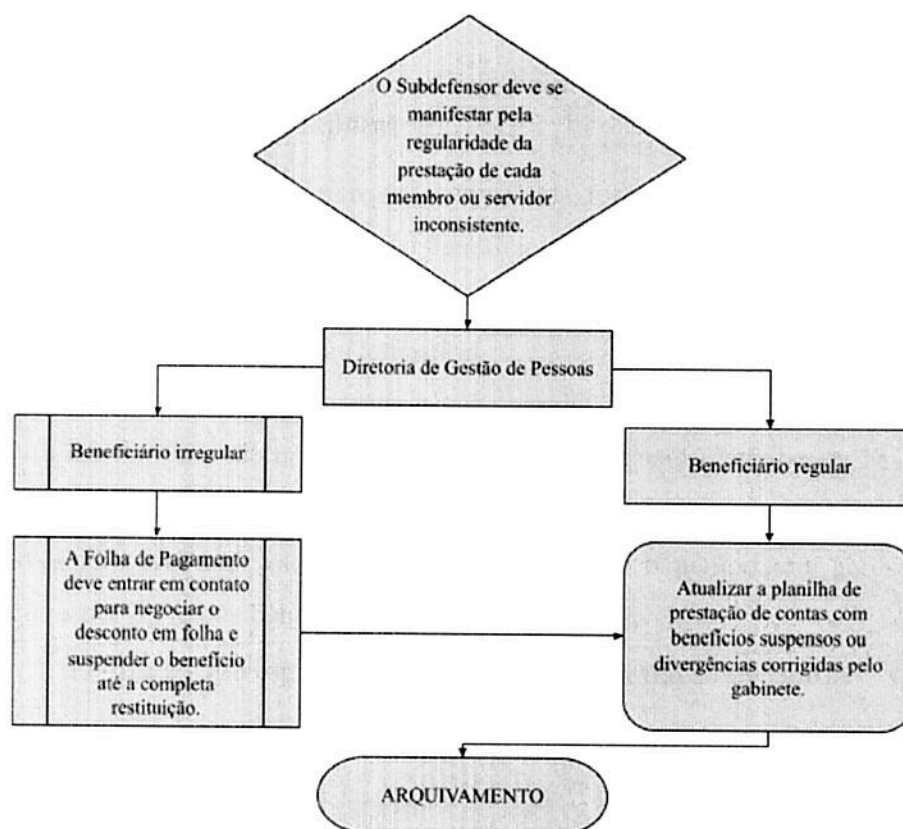 O Subdefensor deve se
manifestar pela
regularidade da
prestação de cada
membro ou servidor
inconsistente.
Diretoria de Gestão de Pessoas
Beneficiário irregular
Beneficiário regular
A Folha de Pagamento
deve entrar em contato
para negociar o
desconto em folha e
suspender o benefício
até a completa
restituição.
Atualizar a planilha de
prestação de contas com
benefícios suspensos ou
divergências corrigidas pelo
gabinete.
ARQUIVAMENTO